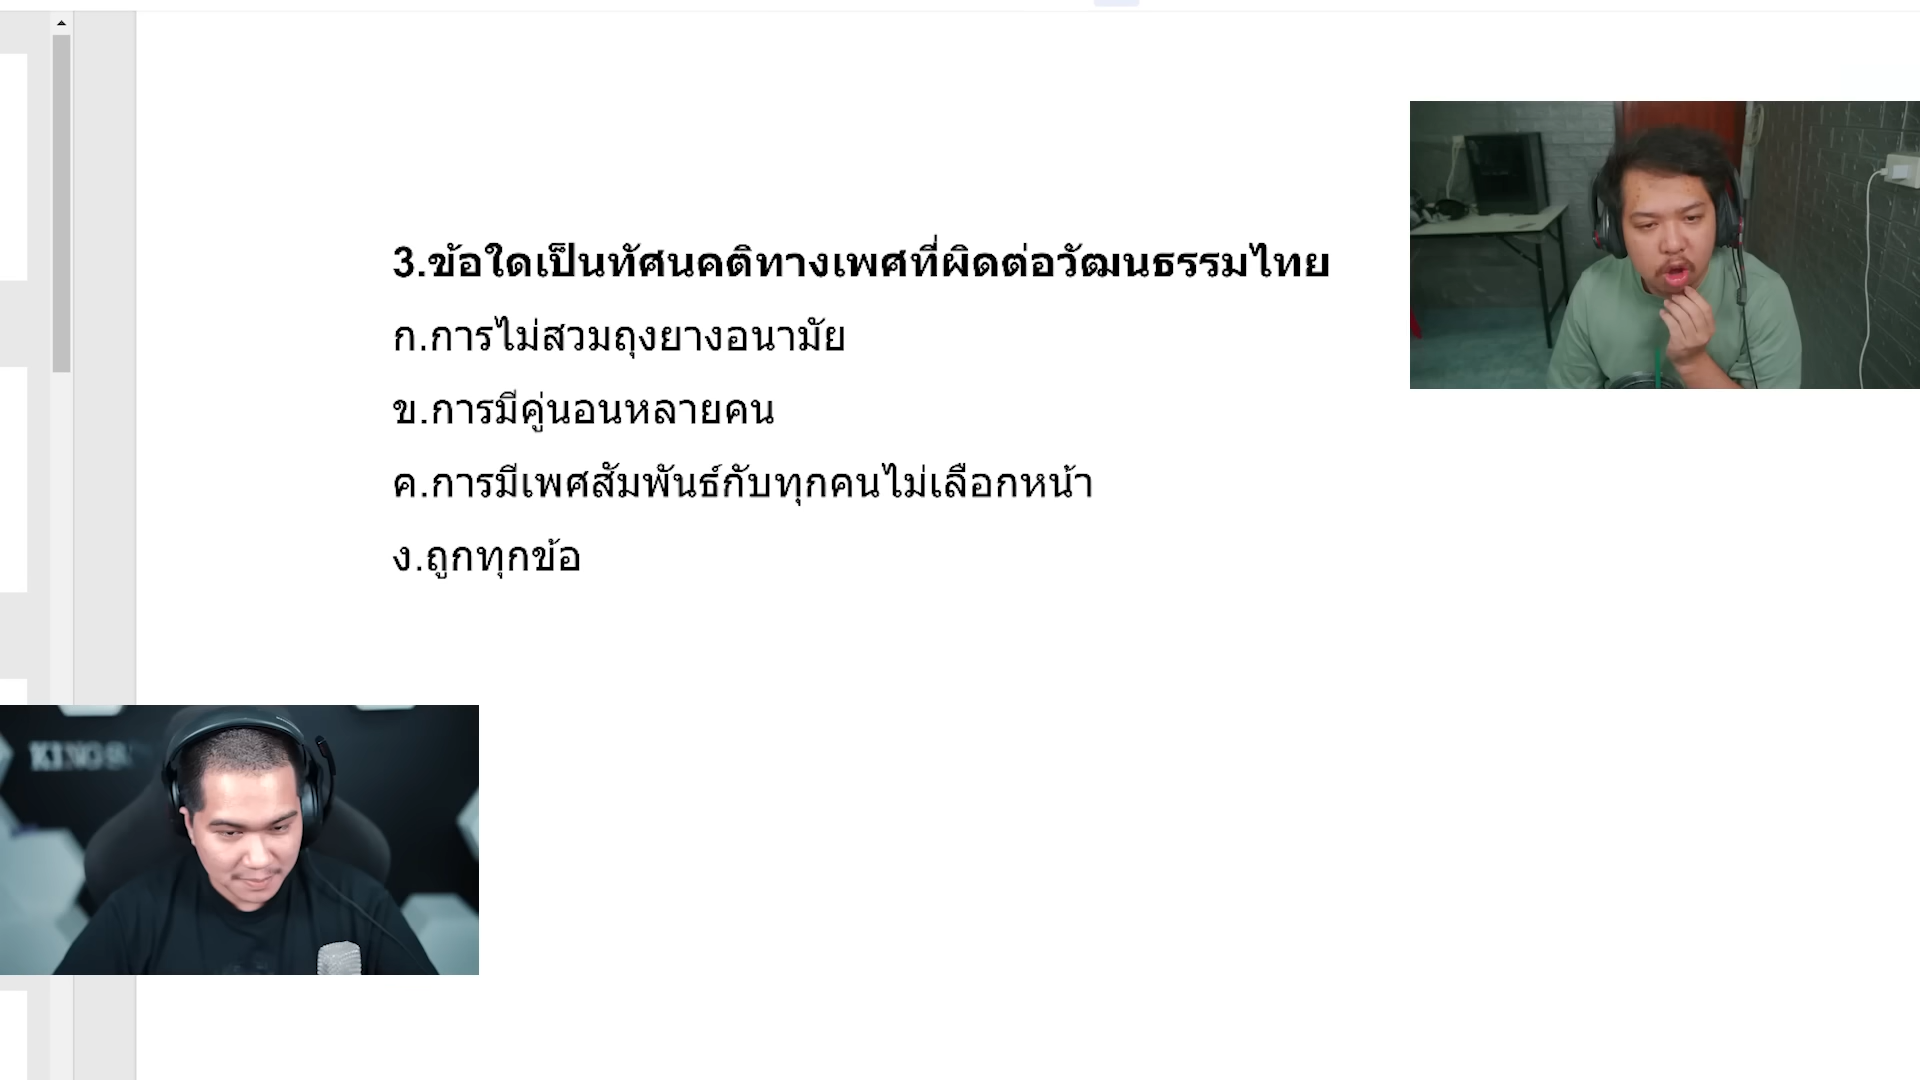 3.ข้อใดเป็นทัศนคติทางเพศที่ผิดต่อวัฒนธรรมไทย
ก.การไม่สวมถุงยางอนามัย
ข.การมีคู่นอนหลายคน
ค.การมีเพศสัมพันธ์กับทุกคนไม่เลือกหน้า
ง.ถูกทุกข้อ